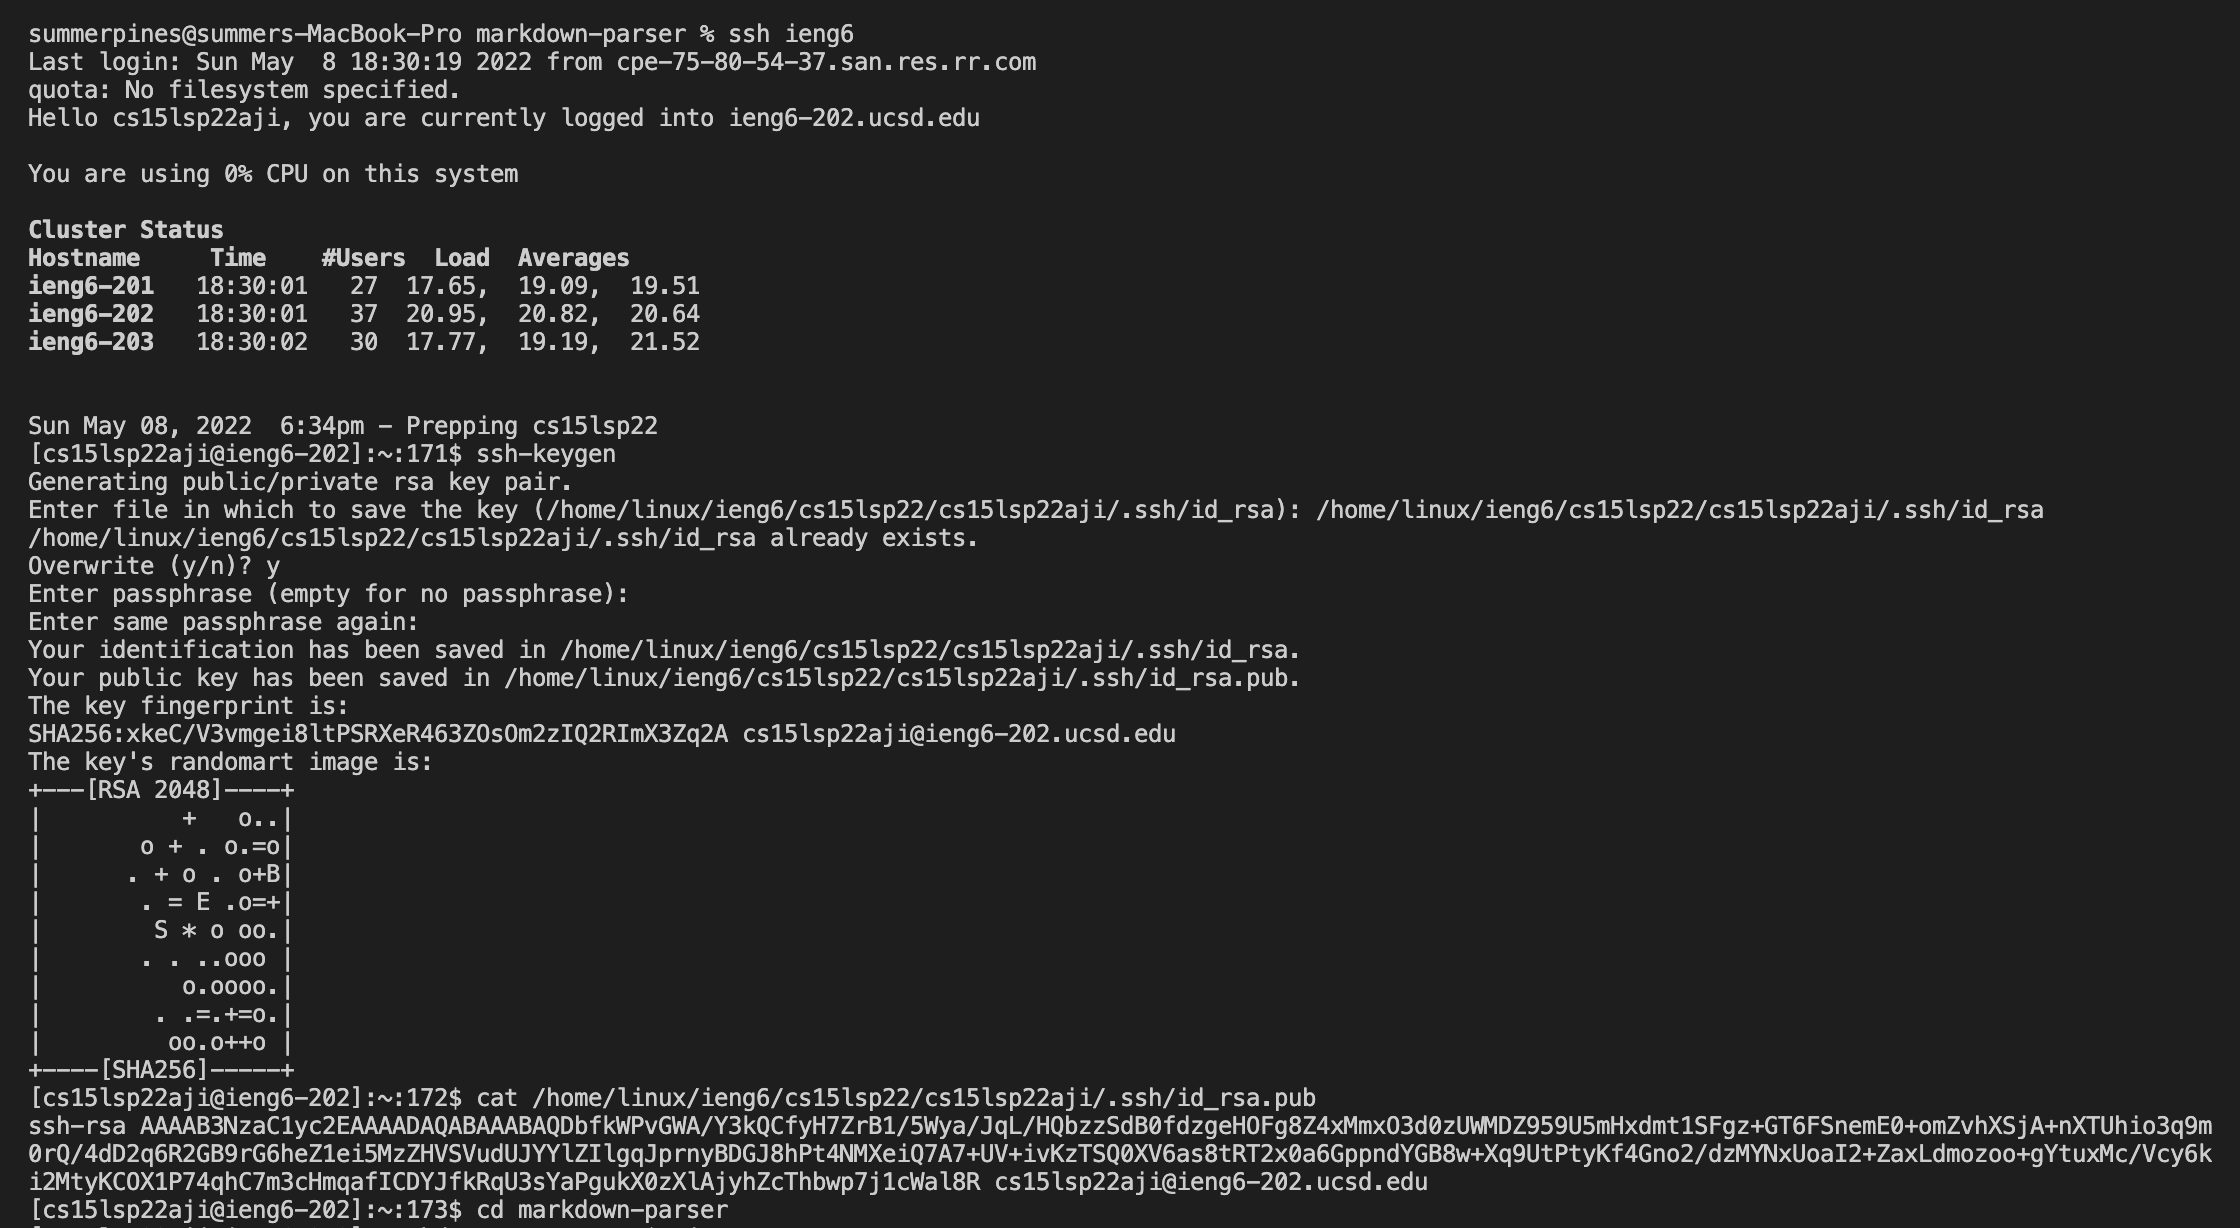 summerpines@summers-MacBook-Pro markdown-parser % ssh ieng6
Last login: Sun May  8 18:30:19 2022 from cpe-75-80-54-37.san.res.rr.com
quota: No filesystem specified.
Hello cs15lsp22aji, you are currently logged into ieng6-202.ucsd.edu
You are using 0% CPU on this system
Cluster Status
Hostname     Time    #Users  Load  Averages
ieng6-201   18:30:01   27  17.65,  19.09,  19.51
ieng6-202   18:30:01   37  20.95,  20.82,  20.64
ieng6-203   18:30:02   30  17.77,  19.19,  21.52
Sun May 08, 2022  6:34pm - Prepping cs15lsp22
[cs15lsp22aji@ieng6-202]:~:171$ ssh-keygen
Generating public/private rsa key pair.
Enter file in which to save the key (/home/linux/ieng6/cs15lsp22/cs15lsp22aji/.ssh/id_rsa): /home/linux/ieng6/cs15lsp22/cs15lsp22aji/.ssh/id_rsa
/home/linux/ieng6/cs15lsp22/cs15lsp22aji/.ssh/id_rsa already exists.
Overwrite (y/n)? y
Enter passphrase (empty for no passphrase):
Enter same passphrase again:
Your identification has been saved in /home/linux/ieng6/cs15lsp22/cs15lsp22aji/.ssh/id_rsa.
Your public key has been saved in /home/linux/ieng6/cs15lsp22/cs15lsp22aji/.ssh/id_rsa.pub.
The key fingerprint is:
SHA256:xkeC/V3vmgei8ltPSRXeR463ZOsOm2zIQ2RImX3Zq2A cs15lsp22aji@ieng6-202.ucsd.edu
The key's randomart image is:
+---[RSA 2048]----+
|          +   o..|
|       o + . o.=o|
|      . + o . o+B|
|       . = E .o=+|
|        S * o oo.|
|       . . ..ooo |
|          o.oooo.|
|        . .=.+=o.|
|         oo.o++o |
+----[SHA256]-----+
[cs15lsp22aji@ieng6-202]:~:172$ cat /home/linux/ieng6/cs15lsp22/cs15lsp22aji/.ssh/id_rsa.pub
ssh-rsa AAAAB3NzaC1yc2EAAAADAQABAAABAQDbfkWPvGWA/Y3kQCfyH7ZrB1/5Wya/JqL/HQbzzSdB0fdzgeHOFg8Z4xMmxO3d0zUWMDZ959U5mHxdmt1SFgz+GT6FSnemE0+omZvhXSjA+nXTUhio3q9m
0rQ/4dD2q6R2GB9rG6heZ1ei5MzZHVSVudUJYYlZIlgqJprnyBDGJ8hPt4NMXeiQ7A7+UV+ivKzTSQ0XV6as8tRT2x0a6GppndYGB8w+Xq9UtPtyKf4Gno2/dzMYNxUoaI2+ZaxLdmozoo+gYtuxMc/Vcy6k
i2MtyKCOX1P74qhC7m3cHmqafICDYJfkRqU3sYaPgukX0zXlAjyhZcThbwp7j1cWal8R cs15lsp22aji@ieng6-202.ucsd.edu
[cs15lsp22aji@ieng6-202]:~:173$ cd markdown-parser